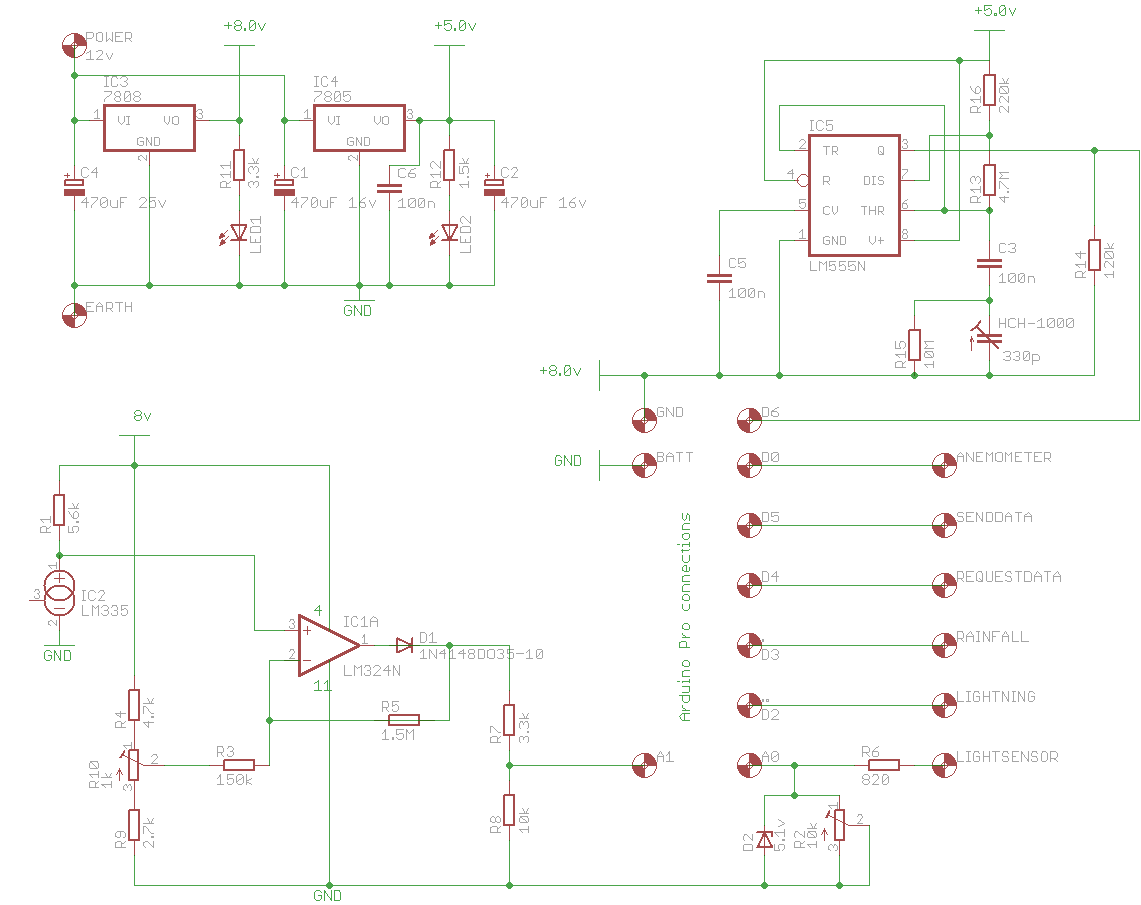 +8.0v
+5.0v
+5.0v
POWER
12v
IC3
7808
IC4
7805
1
VI
VO
3
GND
2
1
VI
VO
3
GND
2
C4
470uF 25v
R11
3.3k
C1
470uF 16v
C6
100n
R12
1.5k
C2
470uF 16v
LED1
LED2
EARTH
GND
R16
220k
IC5
2
TR
Q
3
4
R
DIS
7
5
CV
THR
6
1
GND
V+
8
LM555N
R13
4.7M
C5
100n
C3
100n
R14
120k
R15
10M
HCH-1000
330p
+8.0v
GND
D6
GND
BATT
D0
ANEMOMETER
D5
SENDDATA
D4
REQUESTDATA
D3
RAINFALL
D2
LIGHTNING
A1
A0
R6
820
LIGHTSENSOR
Arduino Pro connections
8v
R1
5.6k
1
3
2
IC2
LM335
GND
4
3
2
1
11
IC1A
LM324N
D1
1N4148DO35-10
R5
1.5M
R4
4.7k
R10
1k
1
2
3
R3
150k
R9
2.7k
R7
3.3k
R8
10k
D2
5.1v
R2
10k
1
2
3
GND